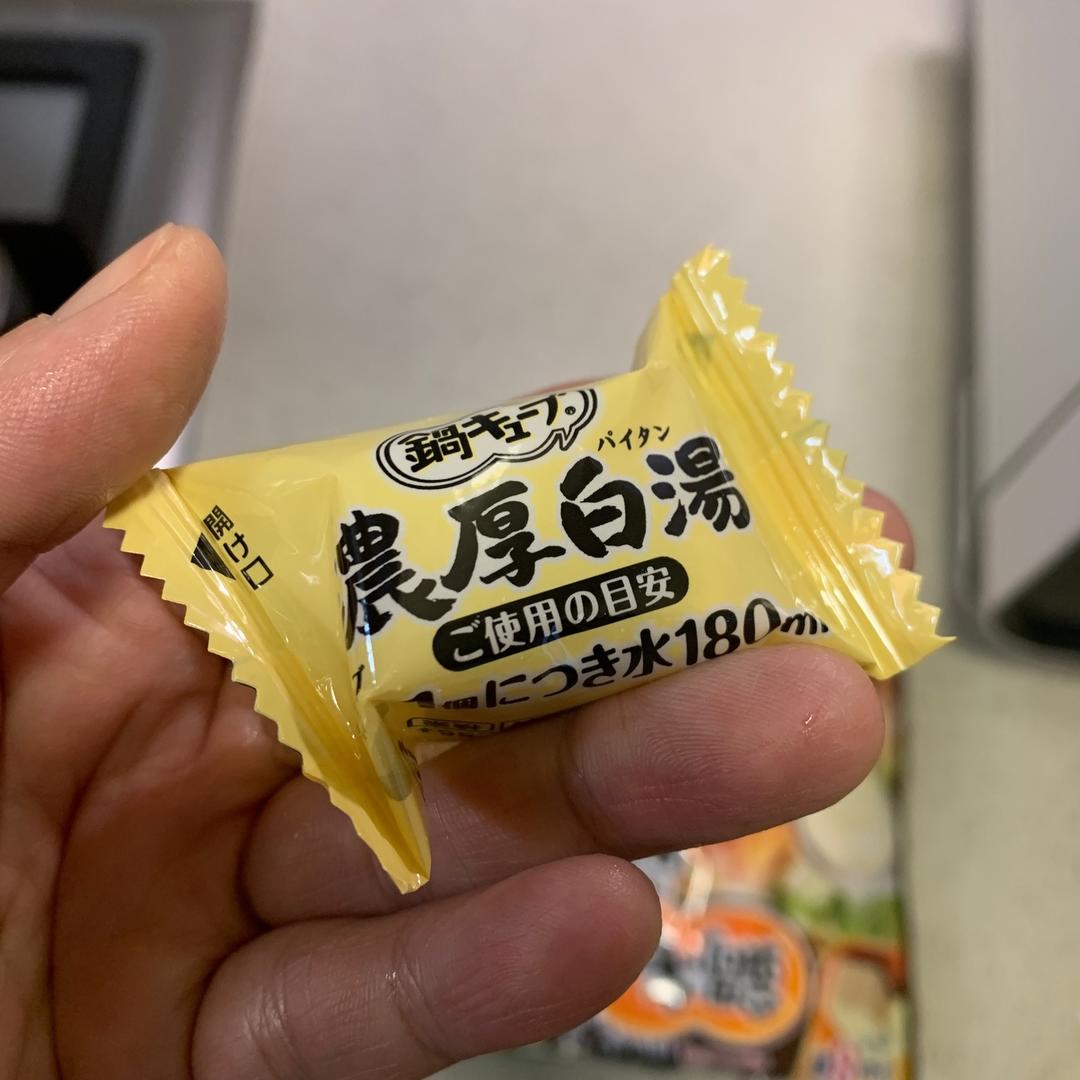 鍋キューブ®
パイタン
濃厚白湯
ご使用の目安
1個につき水180ml
開け口